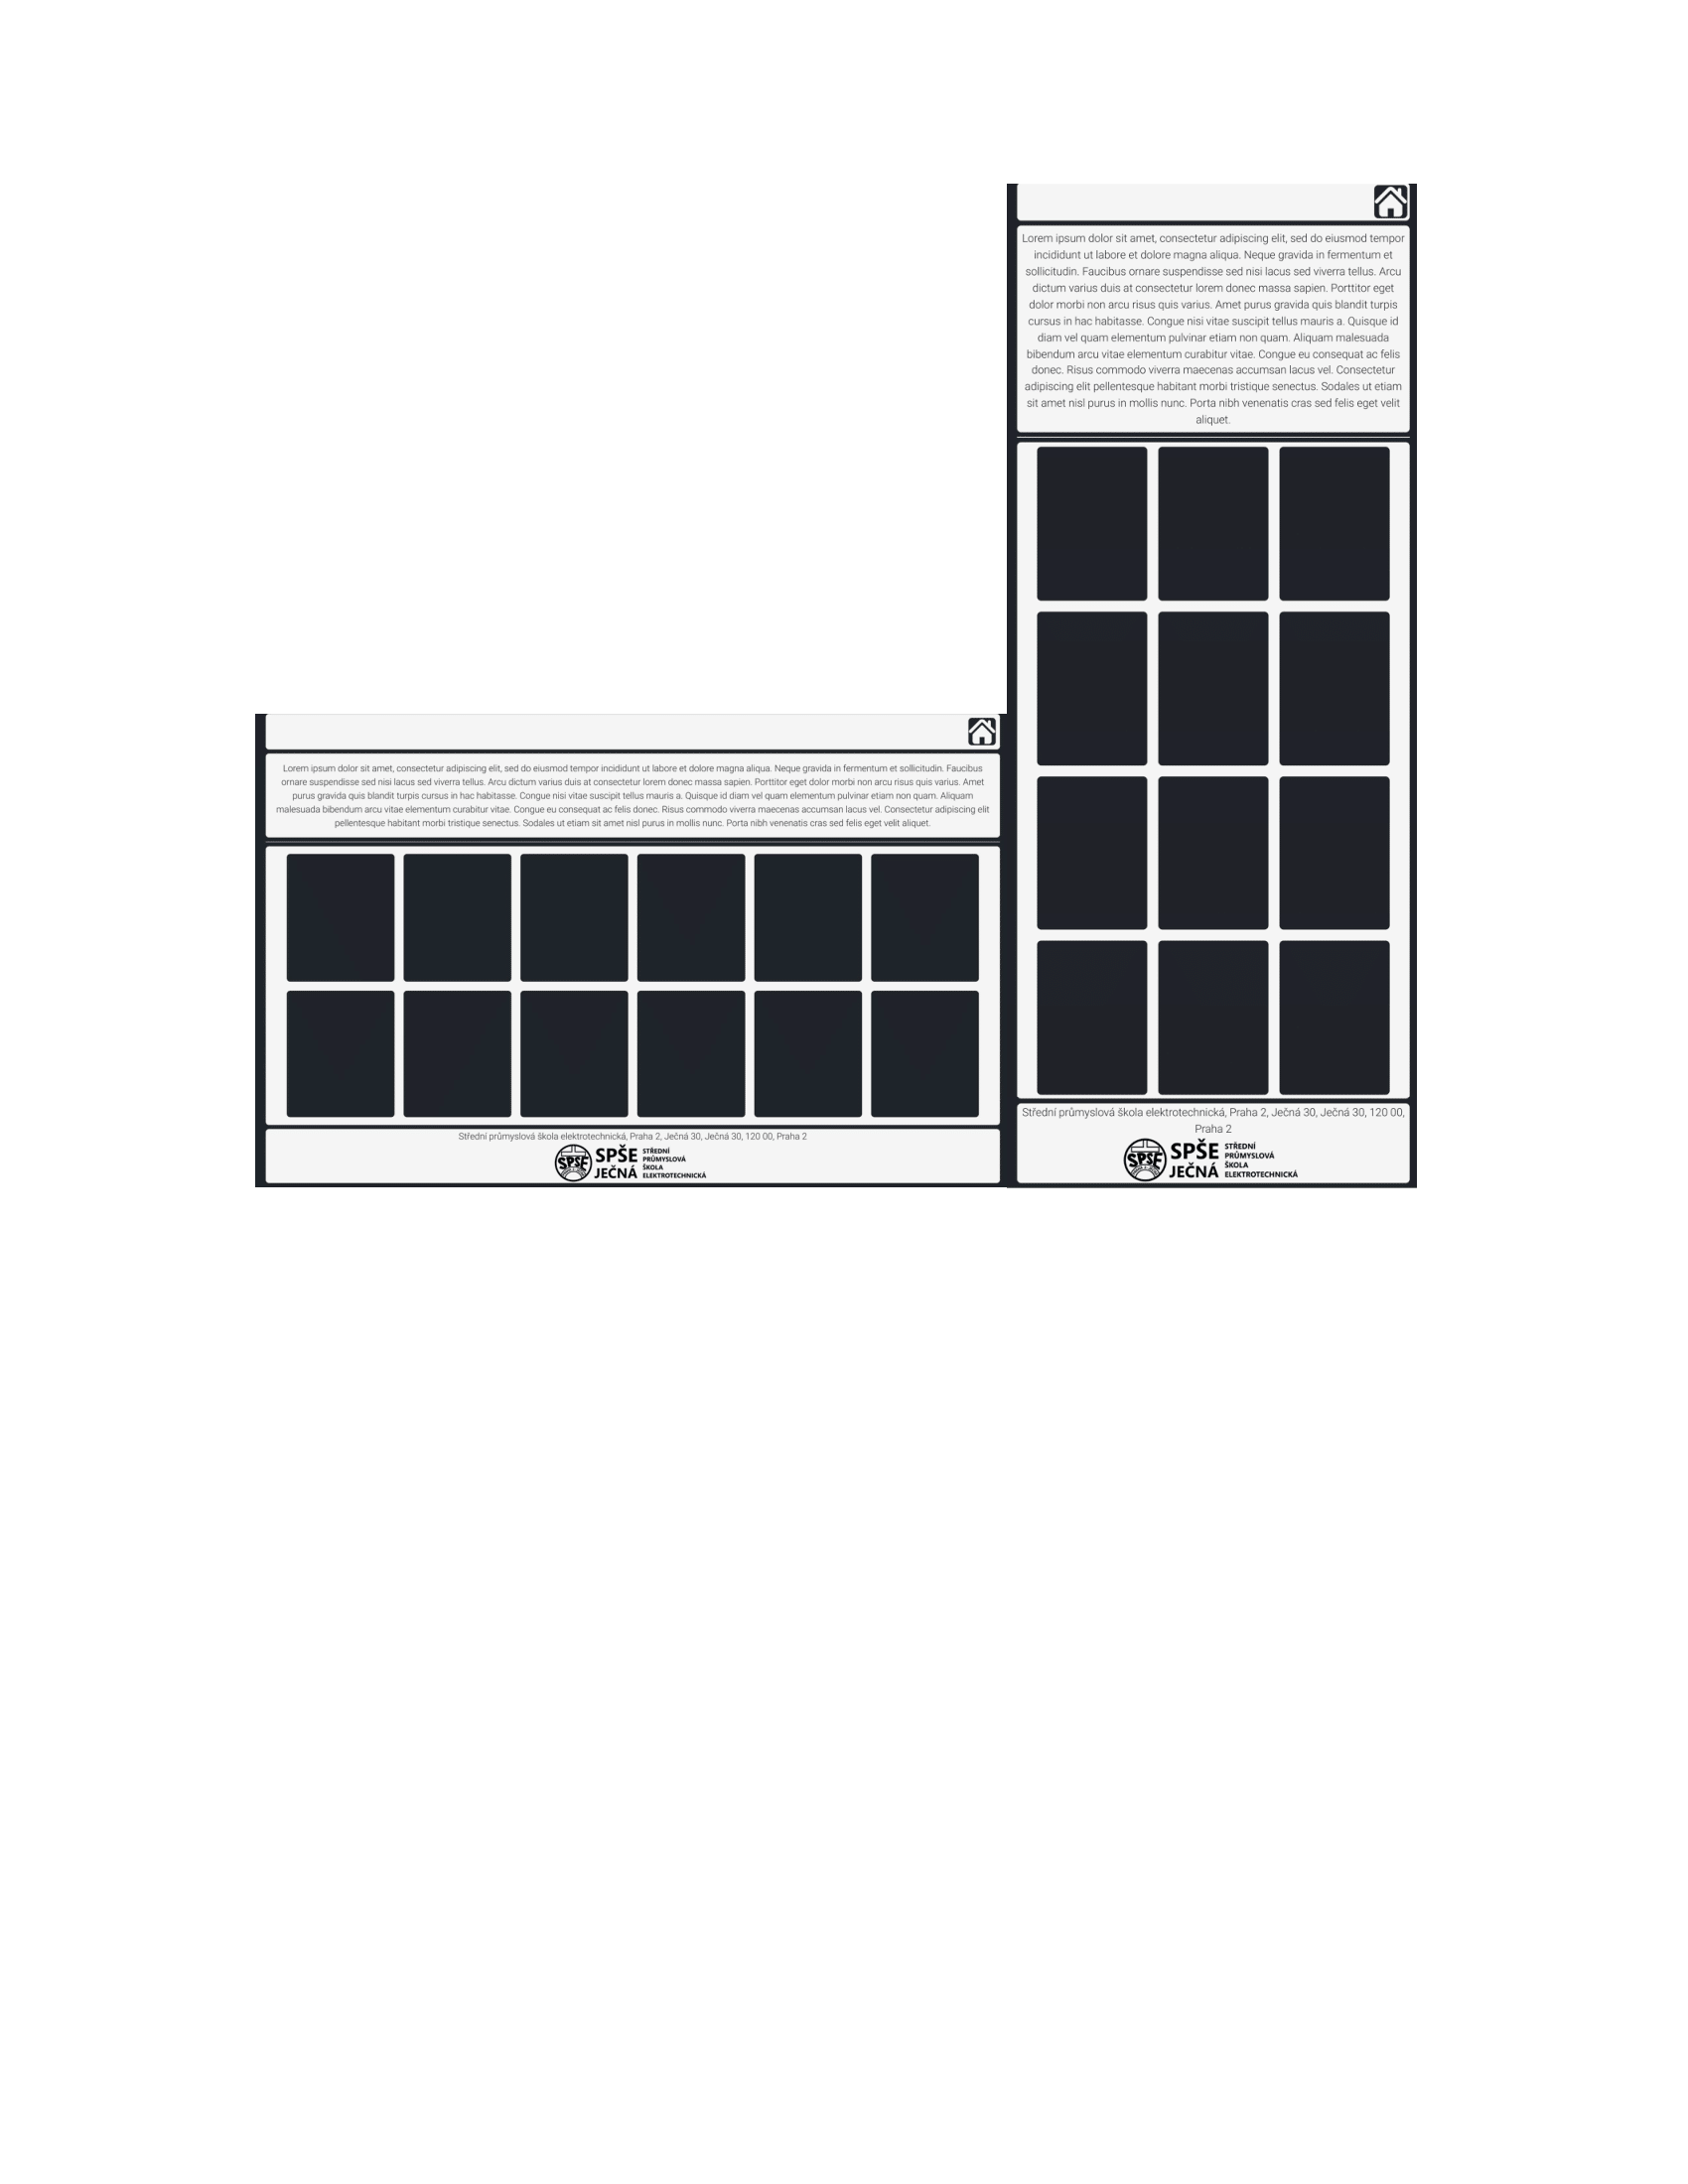 Lorem ipsum dolor sit amet, consectetur adipiscing elit, sed do eiusmod tempor incididunt ut labore et dolore magna aliqua. Neque gravida in fermentum et sollicitudin. Faucibus
ornare suspendisse sed nisi lacus sed viverra tellus. Arcu dictum varius duis at consectetur lorem donec massa sapien. Porttitor eget dolor morbi non arcu risus quis varius. Amet
purus gravida quis blandit turpis cursus in hac habitasse. Congue nisi vitae suscipit tellus mauris a. Quisque id diam vel quam elementum pulvinar etiam non quam. Aliquam
malesuada bibendum arcu vitae elementum curabitur vitae. Congue eu consequat ac felis donec. Risus commodo viverra maecenas accumsan lacus vel. Consectetur adipiscing elit
pellentesque habitant morbi tristique senectus. Sodales ut etiam sit amet nisl purus in mollis nunc. Porta nibh venenatis cras sed felis eget velit aliquet.
Střední průmyslová škola elektrotechnická, Praha 2, Ječná 30, Ječná 30, 120 00, Praha 2
SPŠE
SPŠE
JEČNÁ
STŘEDNÍ
PRŮMYSLOVÁ
ŠKOLA
ELEKTROTECHNICKÁ
Lorem ipsum dolor sit amet, consectetur adipiscing elit, sed do eiusmod tempor
incididunt ut labore et dolore magna aliqua. Neque gravida in fermentum et
sollicitudin. Faucibus ornare suspendisse sed nisi lacus sed viverra tellus. Arcu
dictum varius duis at consectetur lorem donec massa sapien. Porttitor eget
dolor morbi non arcu risus quis varius. Amet purus gravida quis blandit turpis
cursus in hac habitasse. Congue nisi vitae suscipit tellus mauris a. Quisque id
diam vel quam elementum pulvinar etiam non quam. Aliquam malesuada
bibendum arcu vitae elementum curabitur vitae. Congue eu consequat ac felis
donec. Risus commodo viverra maecenas accumsan lacus vel. Consectetur
adipiscing elit pellentesque habitant morbi tristique senectus. Sodales ut etiam
sit amet nisl purus in mollis nunc. Porta nibh venenatis cras sed felis eget velit
aliquet.
Střední průmyslová škola elektrotechnická, Praha 2, Ječná 30, Ječná 30, 120 00,
Praha 2
SPŠE
SPŠE
JEČNÁ
STŘEDNÍ
PRŮMYSLOVÁ
ŠKOLA
ELEKTROTECHNICKÁ